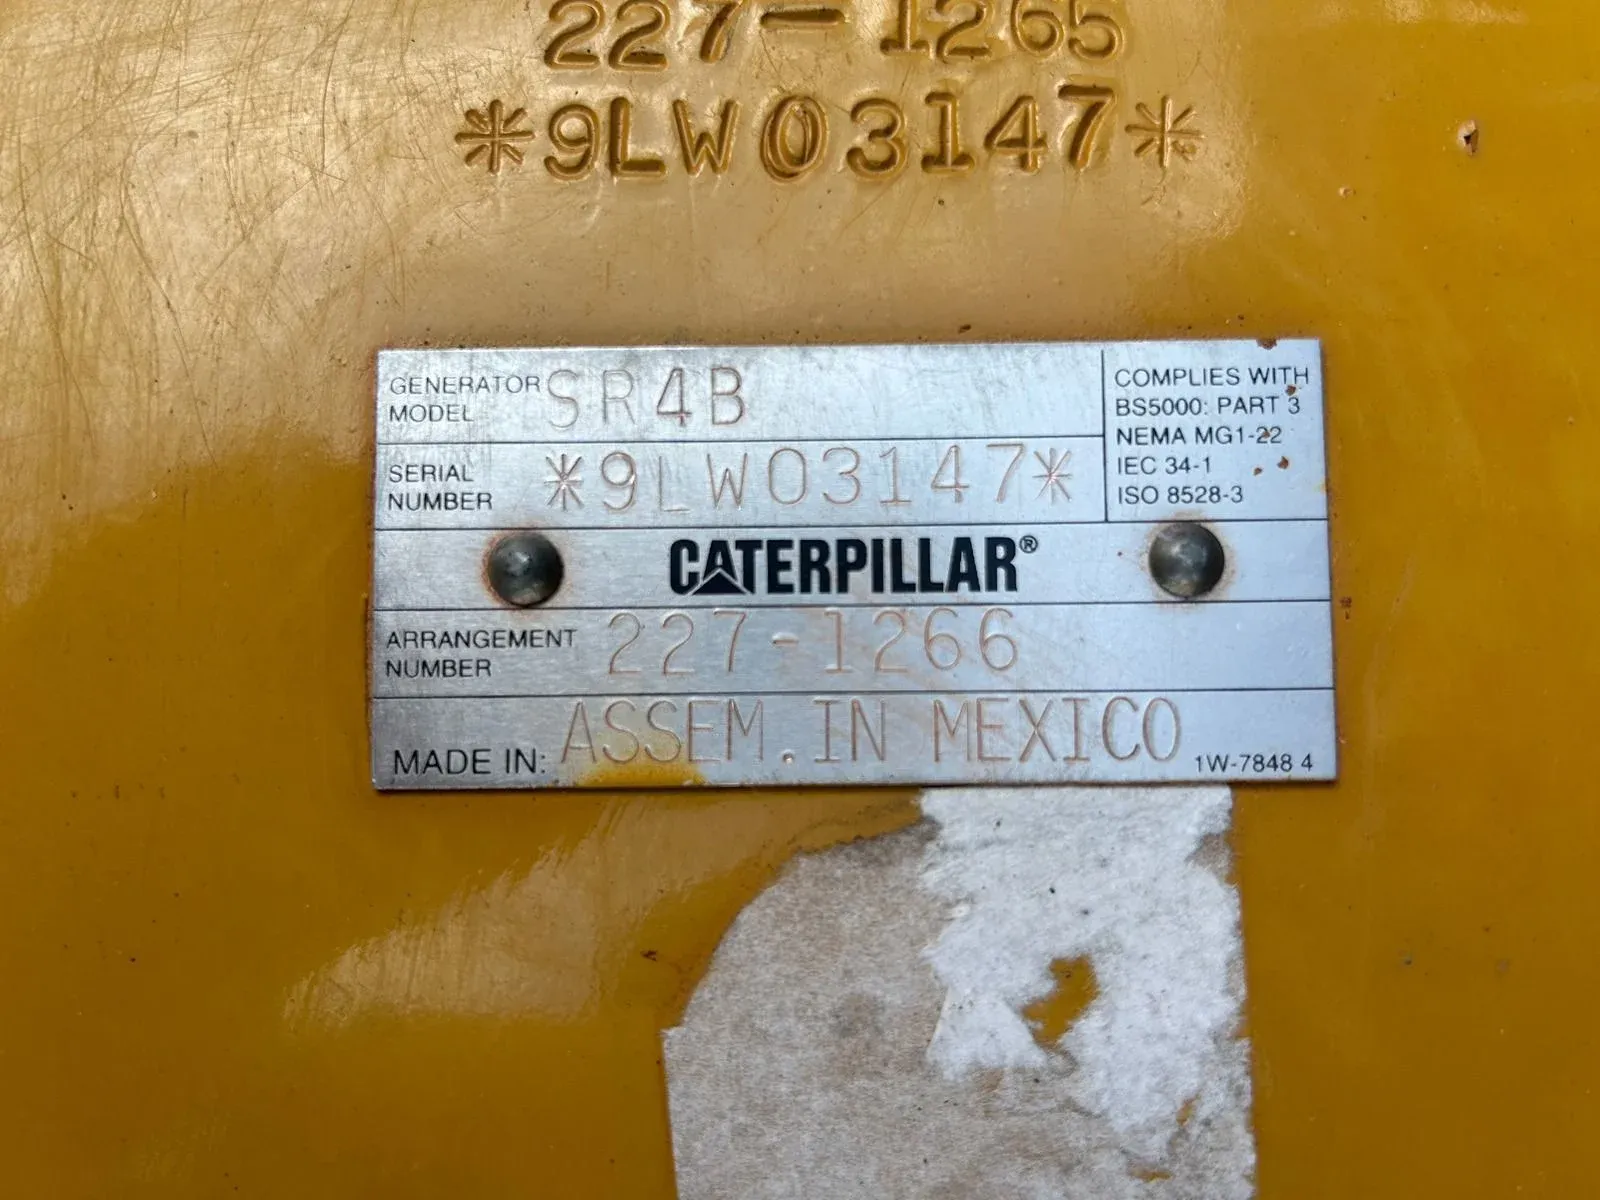 227-1265
*9LW03147*
GENERATOR MODEL SR4B
SERIAL NUMBER *9LW03147*
COMPLIES WITH
BS5000: PART 3
NEMA MG1-22
IEC 34-1
ISO 8528-3
CATERPILLAR®
ARRANGEMENT NUMBER 227-1266
MADE IN: ASSEM.IN MEXICO
1W-7848 4